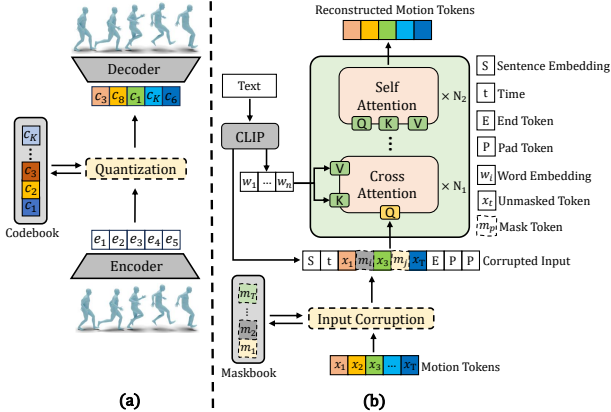 Decoder
c3 c8 c1 cK c6
Quantization
cK
c3
c2
c1
Codebook
e1 e2 e3 e4 e5
Encoder
(a)
Reconstructed Motion Tokens
Text
CLIP
w1 ... wn
Self
Attention
Q K V
× N2
Cross
Attention
V
K
Q
× N1
S t x1 mi x3 mj xT E P P
Corrupted Input
mT
m2
m1
Maskbook
Input Corruption
x1 x2 x3 ... xT
Motion Tokens
(b)
S Sentence Embedding
t Time
E End Token
P Pad Token
wi Word Embedding
xt Unmasked Token
mp Mask Token